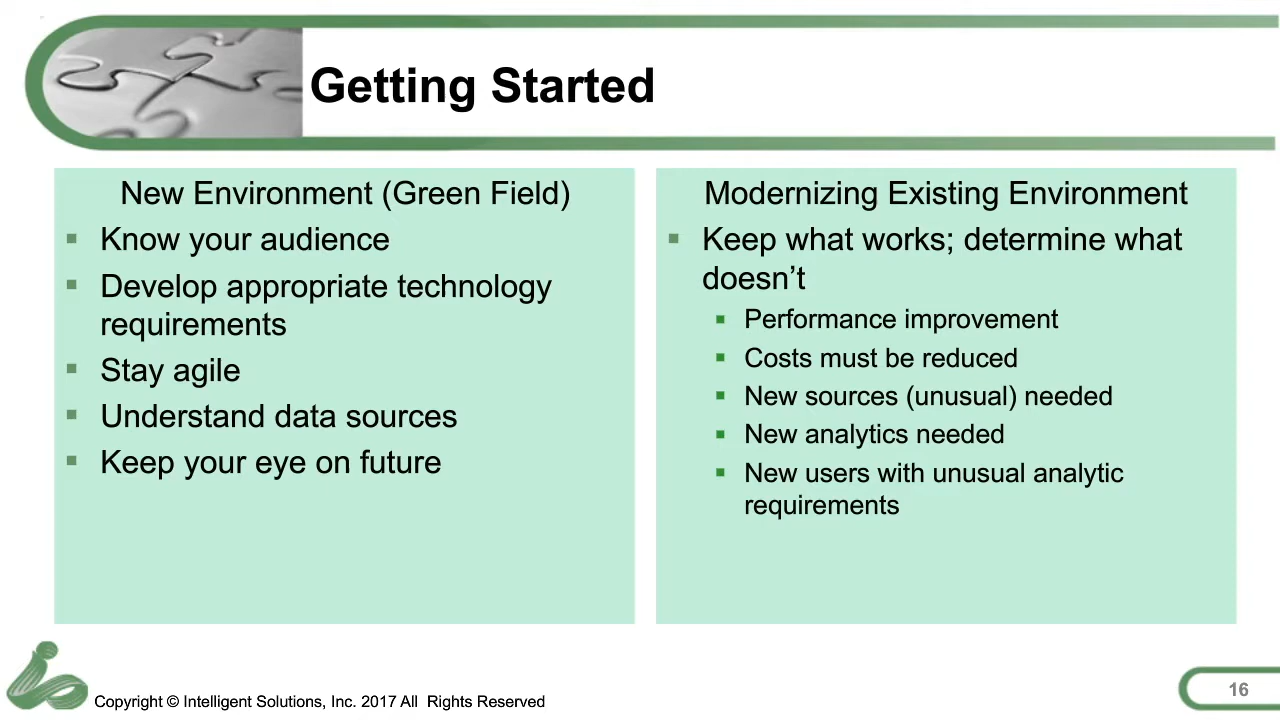 Getting Started
New Environment (Green Field)
▪ Know your audience
▪ Develop appropriate technology
requirements
▪ Stay agile
▪ Understand data sources
▪ Keep your eye on future
Modernizing Existing Environment
▪ Keep what works; determine what
doesn’t
▪ Performance improvement
▪ Costs must be reduced
▪ New sources (unusual) needed
▪ New analytics needed
▪ New users with unusual analytic
requirements
Copyright © Intelligent Solutions, Inc. 2017 All  Rights Reserved
16